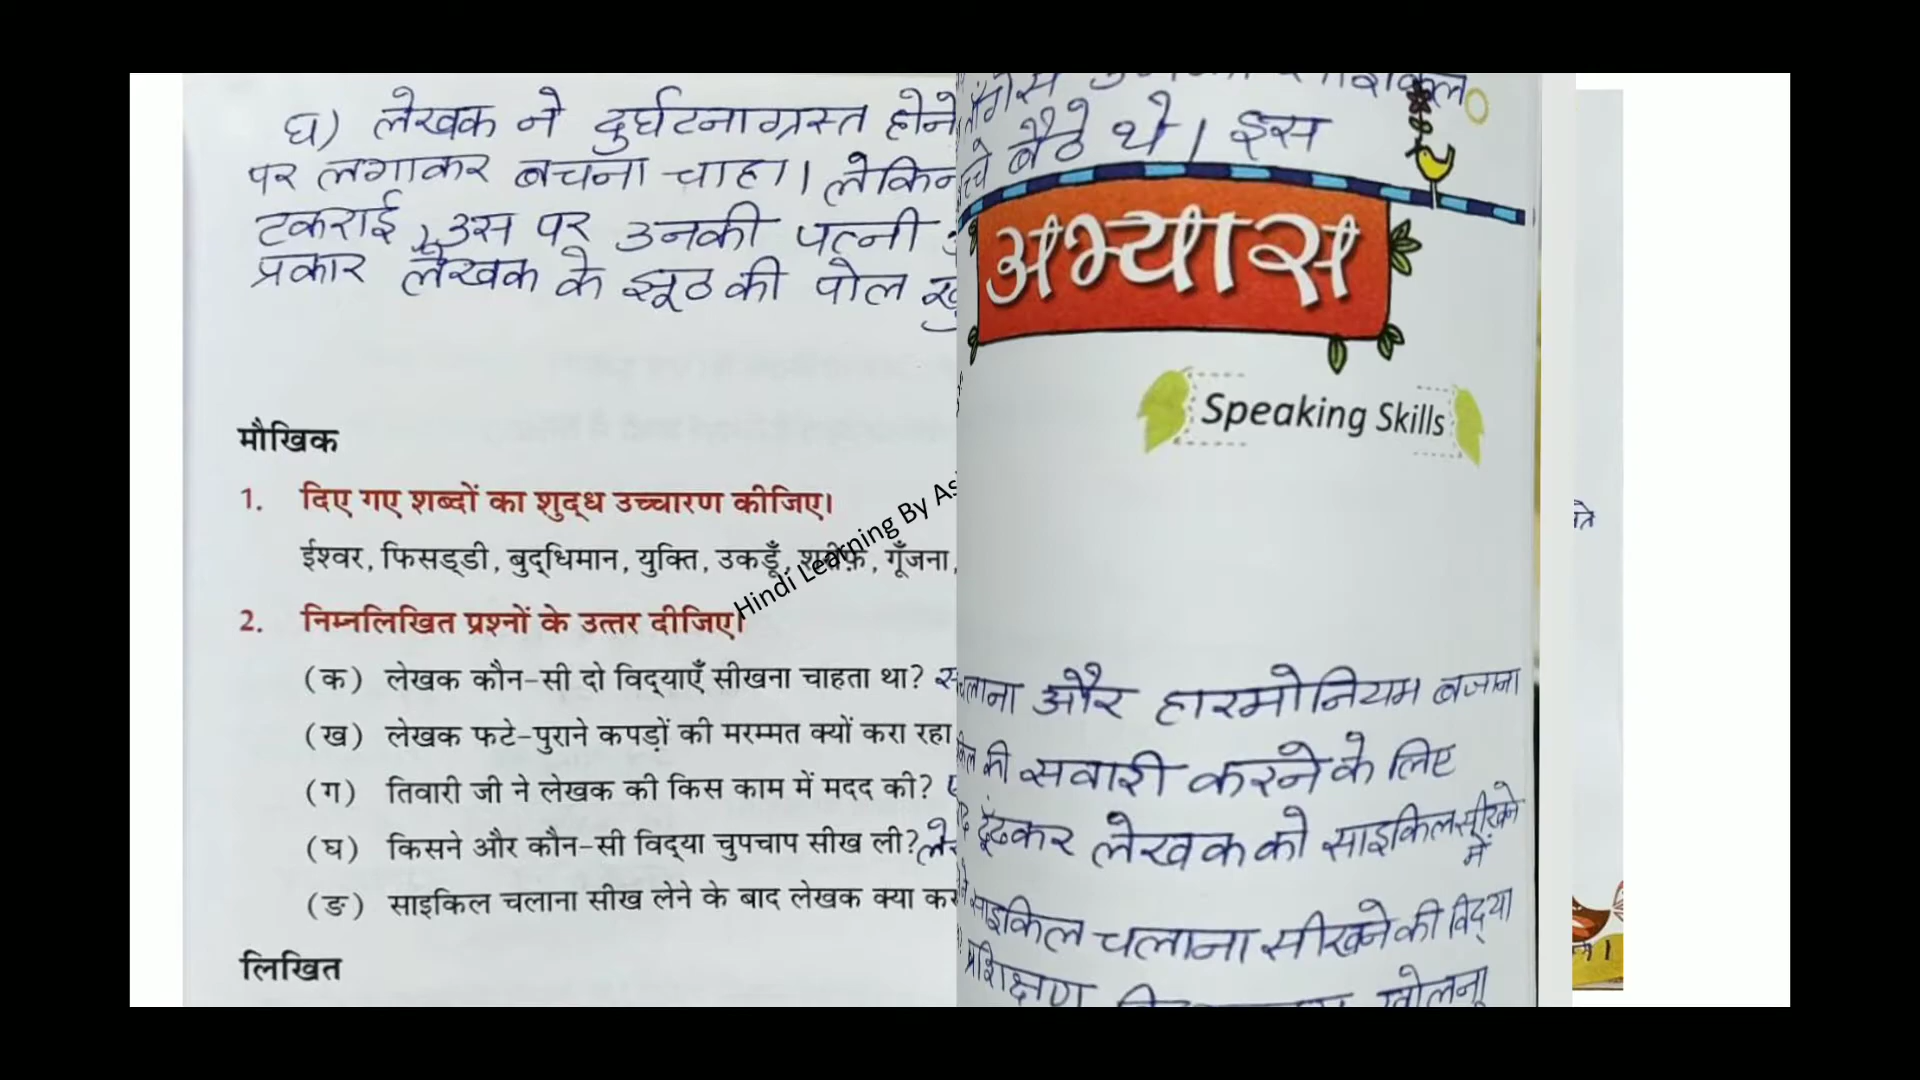 घ) लेखक ने दुर्घटनाग्रस्त होने
पर लगाकर बचना चाहा। लेकिन
टकराई, उस पर उनकी पत्नी
प्रकार लेखक के झूठ की पोल
बैठे थे। इस
अभ्यास
Speaking Skills
मौखिक
1. दिए गए शब्दों का शुद्ध उच्चारण कीजिए।
ईश्वर, फिसड्डी, बुद्धिमान, युक्ति, उकडूँ, शरीफ़, गूँजना,
Hindi Learning By
2. निम्नलिखित प्रश्नों के उत्तर दीजिए।
(क) लेखक कौन-सी दो विद्याएँ सीखना चाहता था?
चलाना और हारमोनियम बजाना
(ख) लेखक फटे-पुराने कपड़ों की मरम्मत क्यों करा रहा
की सवारी करने के लिए
(ग) तिवारी जी ने लेखक की किस काम में मदद की?
ढूँढकर लेखक को साइकिल सीखने
में
(घ) किसने और कौन-सी विद्या चुपचाप सीख ली?
साइकिल चलाना सीखने की विद्या
(ङ) साइकिल चलाना सीख लेने के बाद लेखक क्या
प्रशिक्षण
खोलना
लिखित